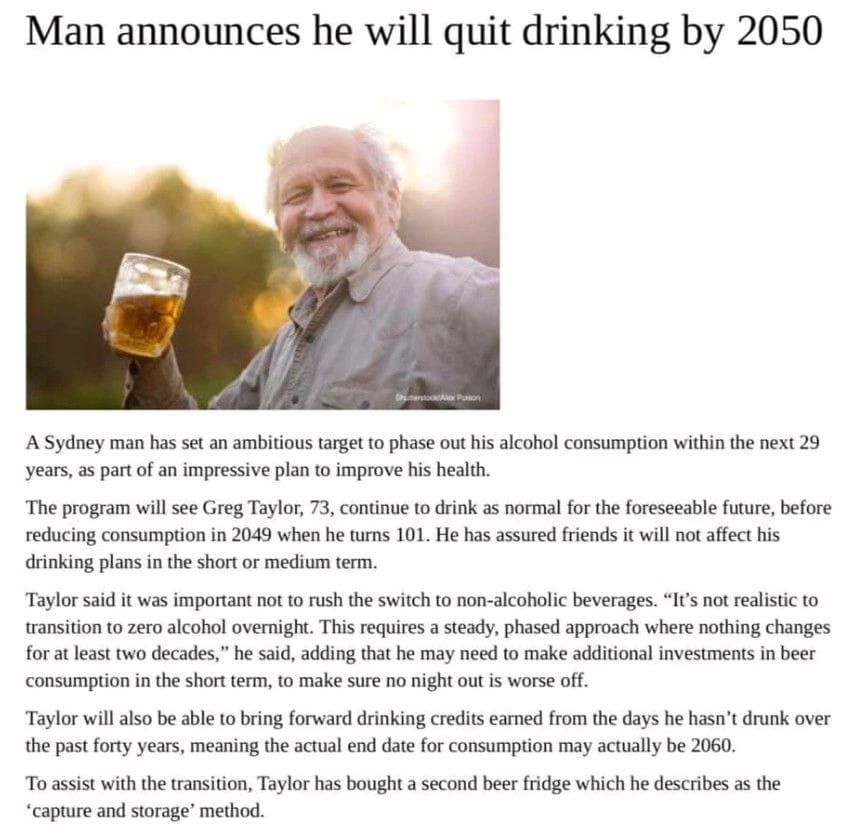 Man announces he will quit drinking by 2050
Shutterstock/Alex Puison
A Sydney man has set an ambitious target to phase out his alcohol consumption within the next 29
years, as part of an impressive plan to improve his health.
The program will see Greg Taylor, 73, continue to drink as normal for the foreseeable future, before
reducing consumption in 2049 when he turns 101. He has assured friends it will not affect his
drinking plans in the short or medium term.
Taylor said it was important not to rush the switch to non-alcoholic beverages. “It’s not realistic to
transition to zero alcohol overnight. This requires a steady, phased approach where nothing changes
for at least two decades,” he said, adding that he may need to make additional investments in beer
consumption in the short term, to make sure no night out is worse off.
Taylor will also be able to bring forward drinking credits earned from the days he hasn’t drunk over
the past forty years, meaning the actual end date for consumption may actually be 2060.
To assist with the transition, Taylor has bought a second beer fridge which he describes as the
‘capture and storage’ method.